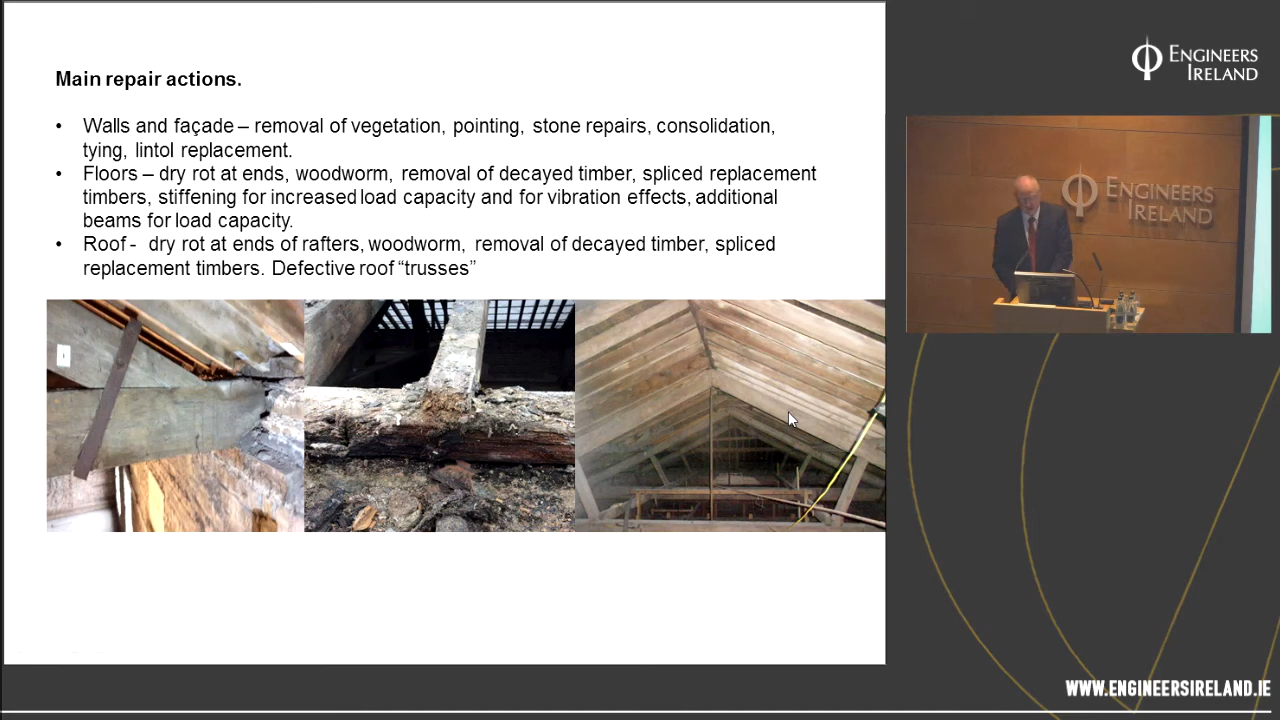 Main repair actions.
• Walls and façade – removal of vegetation, pointing, stone repairs, consolidation,
tying, lintol replacement.
• Floors – dry rot at ends, woodworm, removal of decayed timber, spliced replacement
timbers, stiffening for increased load capacity and for vibration effects, additional
beams for load capacity.
• Roof - dry rot at ends of rafters, woodworm, removal of decayed timber, spliced
replacement timbers. Defective roof “trusses”
ENGINEERS
IRELAND
ENGINEERS
IRELAND
WWW.ENGINEERSIRELAND.IE